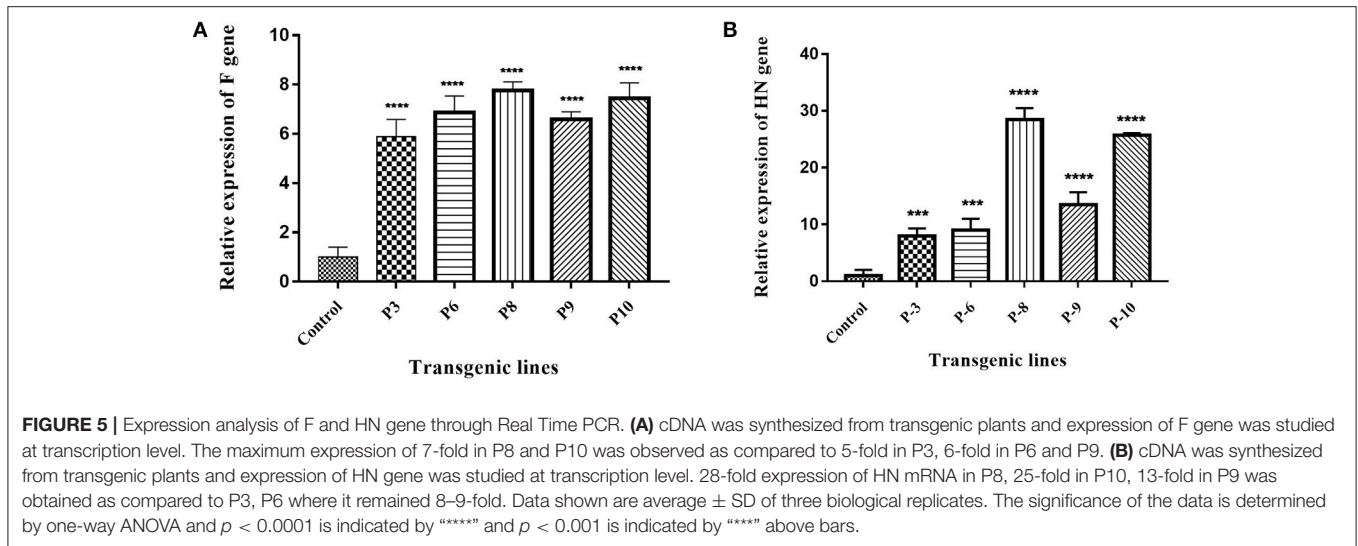 A
Relative expression of F gene
10
8
6
4
2
0
****
****
****
****
****
Control
P3
P6
P8
P9
P10
Transgenic lines
B
Relative expression of HN gene
40
30
20
10
0
***
***
****
****
****
Control
P-3
P-6
P-8
P-9
P-10
Transgenic lines
FIGURE 5 | Expression analysis of F and HN gene through Real Time PCR. (A) cDNA was synthesized from transgenic plants and expression of F gene was studied
at transcription level. The maximum expression of 7-fold in P8 and P10 was observed as compared to 5-fold in P3, 6-fold in P6 and P9. (B) cDNA was synthesized
from transgenic plants and expression of HN gene was studied at transcription level. 28-fold expression of HN mRNA in P8, 25-fold in P10, 13-fold in P9 was
obtained as compared to P3, P6 where it remained 8–9-fold. Data shown are average ± SD of three biological replicates. The significance of the data is determined
by one-way ANOVA and p < 0.0001 is indicated by “****” and p < 0.001 is indicated by “***” above bars.